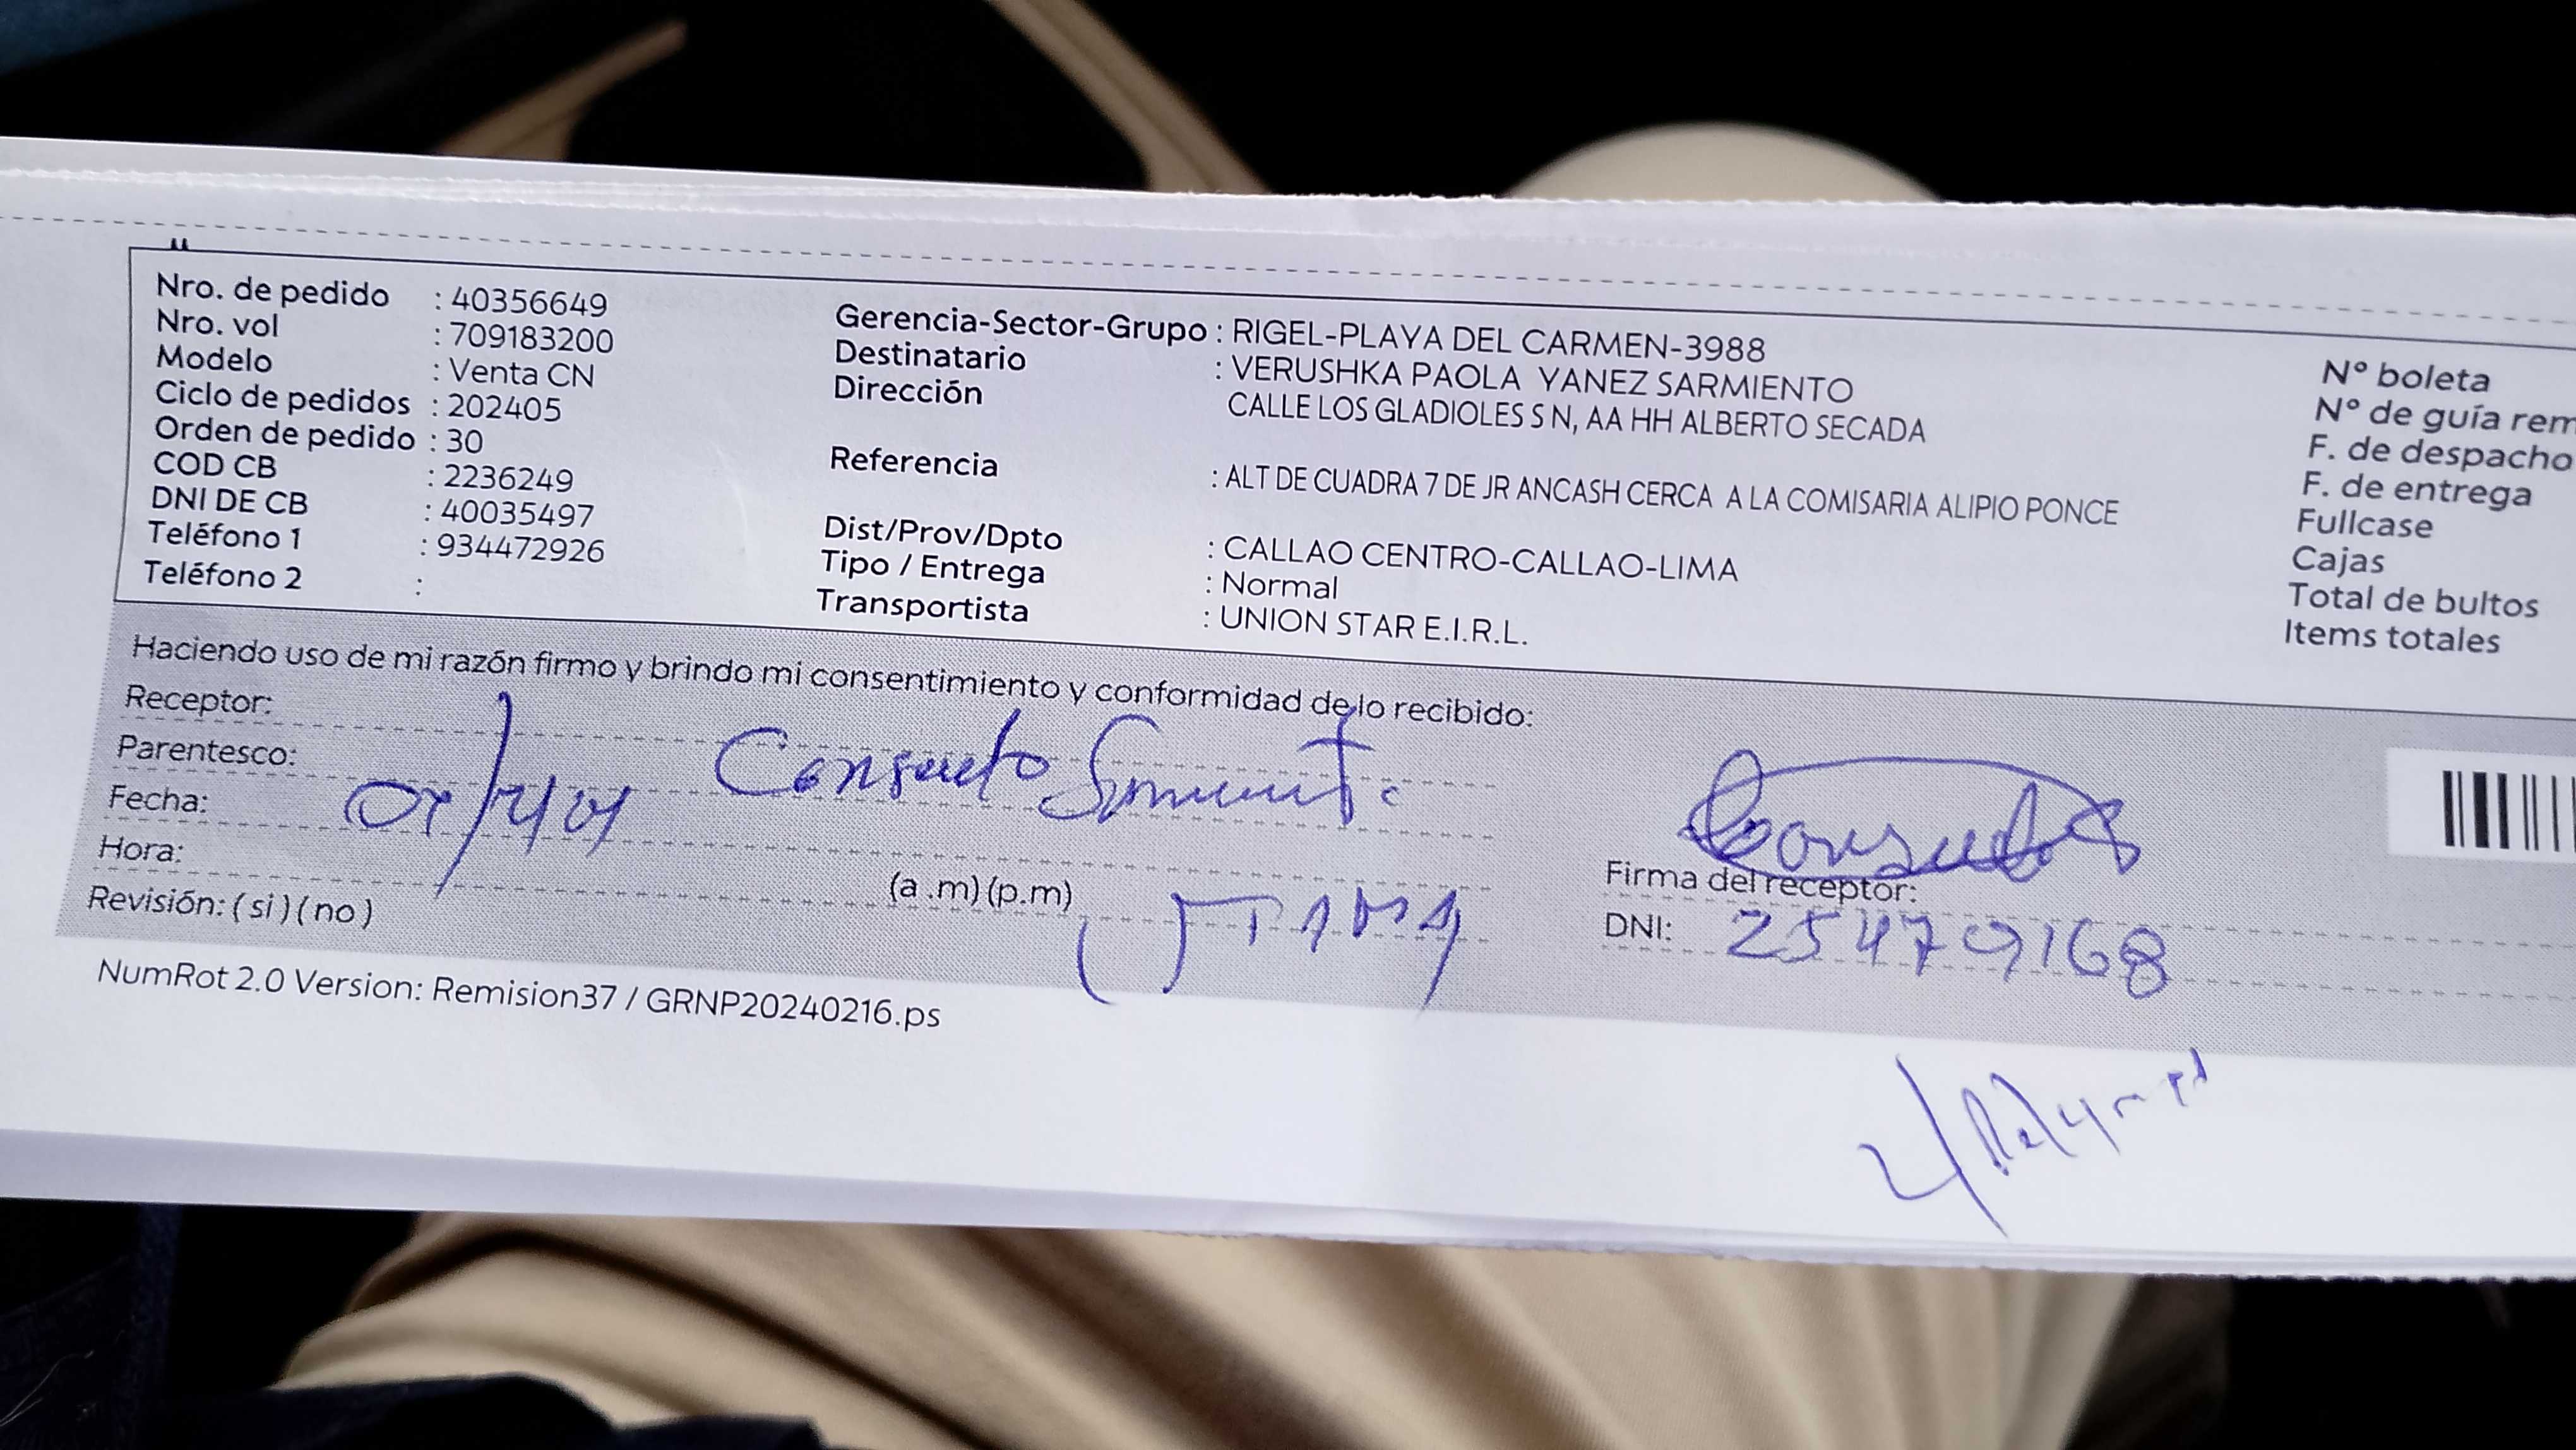 Nro. de pedido : 40356649
Nro. vol : 709183200
Modelo : Venta CN
Ciclo de pedidos : 202405
Orden de pedido : 30
COD CB : 2236249
DNI DE CB : 40035497
Teléfono 1 : 934472926
Teléfono 2 :
Gerencia-Sector-Grupo : RIGEL-PLAYA DEL CARMEN-3988
Destinatario : VERUSHKA PAOLA YANEZ SARMIENTO
Dirección CALLE LOS GLADIOLES S N, AA HH ALBERTO SECADA
Referencia : ALT DE CUADRA 7 DE JR ANCASH CERCA A LA COMISARIA ALIPIO PONCE
Dist/Prov/Dpto : CALLAO CENTRO-CALLAO-LIMA
Tipo / Entrega : Normal
Transportista : UNION STAR E.I.R.L.
N° boleta
N° de guía rem
F. de despacho
F. de entrega
Fullcase
Cajas
Total de bultos
Items totales
Haciendo uso de mi razón firmo y brindo mi consentimiento y conformidad de lo recibido:
Receptor:
Parentesco: Consuelo
Fecha:
Hora: (a .m) (p.m)
Revisión: ( si ) ( no )
Firma del receptor:
DNI: 25479168
NumRot 2.0 Version: Remision37 / GRNP20240216.ps